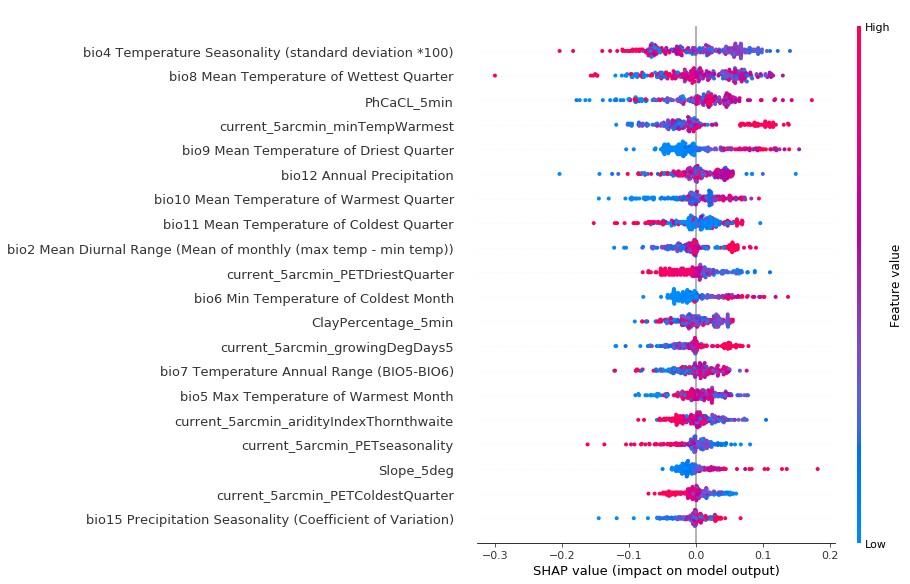 High
bio4 Temperature Seasonality (standard deviation *100)
bio8 Mean Temperature of Wettest Quarter
PhCaCL_5min
current_5arcmin_minTempWarmest
bio9 Mean Temperature of Driest Quarter
bio12 Annual Precipitation
bio10 Mean Temperature of Warmest Quarter
bio11 Mean Temperature of Coldest Quarter
bio2 Mean Diurnal Range (Mean of monthly (max temp - min temp))
current_5arcmin_PETDriestQuarter
bio6 Min Temperature of Coldest Month
ClayPercentage_5min
current_5arcmin_growingDegDays5
bio7 Temperature Annual Range (BIO5-BIO6)
bio5 Max Temperature of Warmest Month
current_5arcmin_aridityIndexThornthwaite
current_5arcmin_PETseasonality
Slope_5deg
current_5arcmin_PETColdestQuarter
bio15 Precipitation Seasonality (Coefficient of Variation)
Feature value
Low
−0.3 −0.2 −0.1 0.0 0.1 0.2
SHAP value (impact on model output)